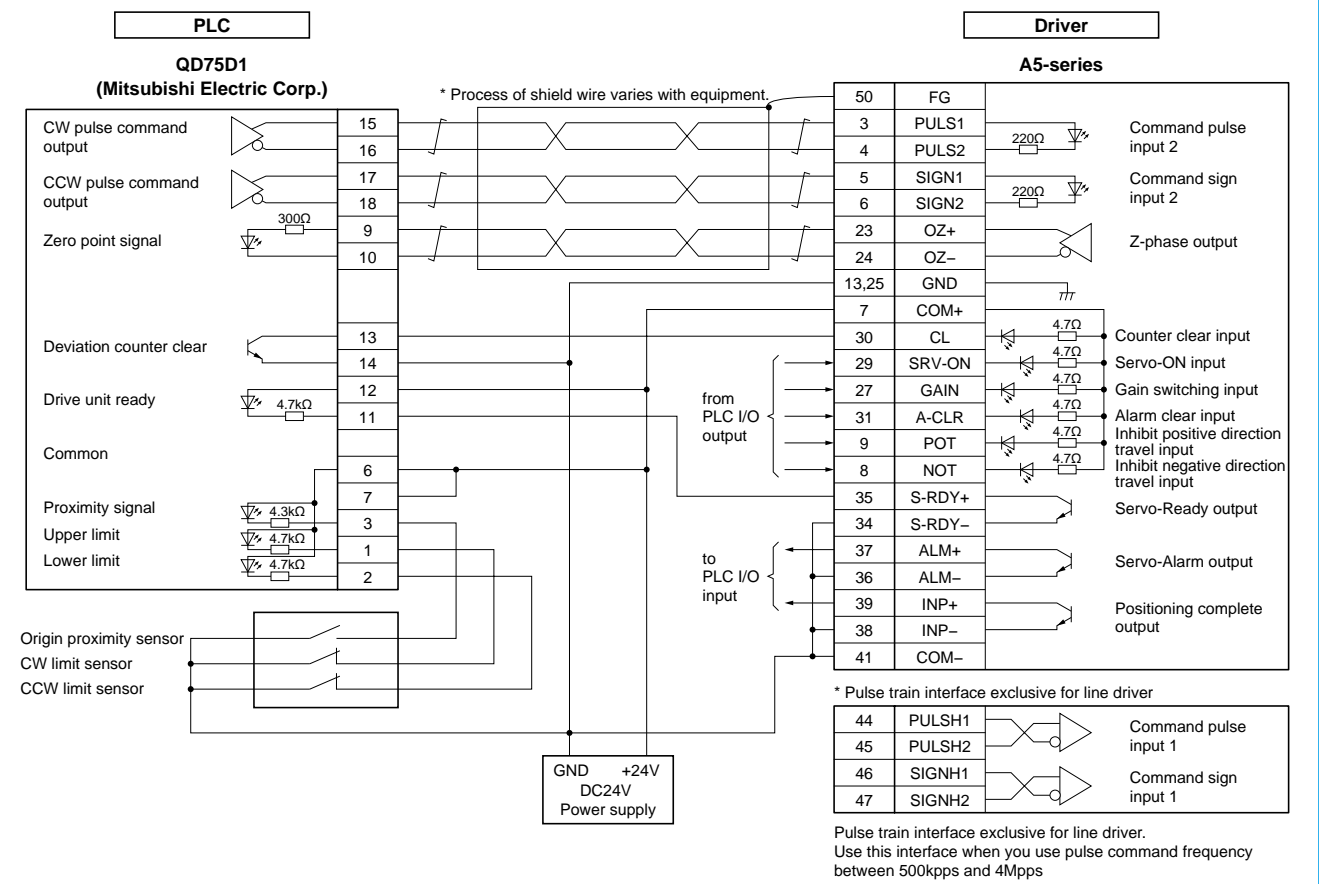 PLC
Driver
QD75D1
(Mitsubishi Electric Corp.)
A5-series
* Process of shield wire varies with equipment.
CW pulse command
output
CCW pulse command
output
300Ω
Zero point signal
Deviation counter clear
Drive unit ready
4.7kΩ
Common
Proximity signal
4.3kΩ
Upper limit
4.7kΩ
Lower limit
4.7kΩ
15
16
17
18
9
10
13
14
12
11
6
7
3
1
2
Origin proximity sensor
CW limit sensor
CCW limit sensor
from
PLC I/O
output
to
PLC I/O
input
GND +24V
DC24V
Power supply
50 FG
3 PULS1
4 PULS2
5 SIGN1
6 SIGN2
23 OZ+
24 OZ−
13,25 GND
7 COM+
30 CL
29 SRV-ON
27 GAIN
31 A-CLR
9 POT
8 NOT
35 S-RDY+
34 S-RDY−
37 ALM+
36 ALM−
39 INP+
38 INP−
41 COM−
220Ω
Command pulse
input 2
220Ω
Command sign
input 2
Z-phase output
4.7Ω
Counter clear input
4.7Ω
Servo-ON input
4.7Ω
Gain switching input
4.7Ω
Alarm clear input
4.7Ω
Inhibit positive direction
travel input
4.7Ω
Inhibit negative direction
travel input
Servo-Ready output
Servo-Alarm output
Positioning complete
output
* Pulse train interface exclusive for line driver
44 PULSH1
45 PULSH2
46 SIGNH1
47 SIGNH2
Command pulse
input 1
Command sign
input 1
Pulse train interface exclusive for line driver.
Use this interface when you use pulse command frequency
between 500kpps and 4Mpps